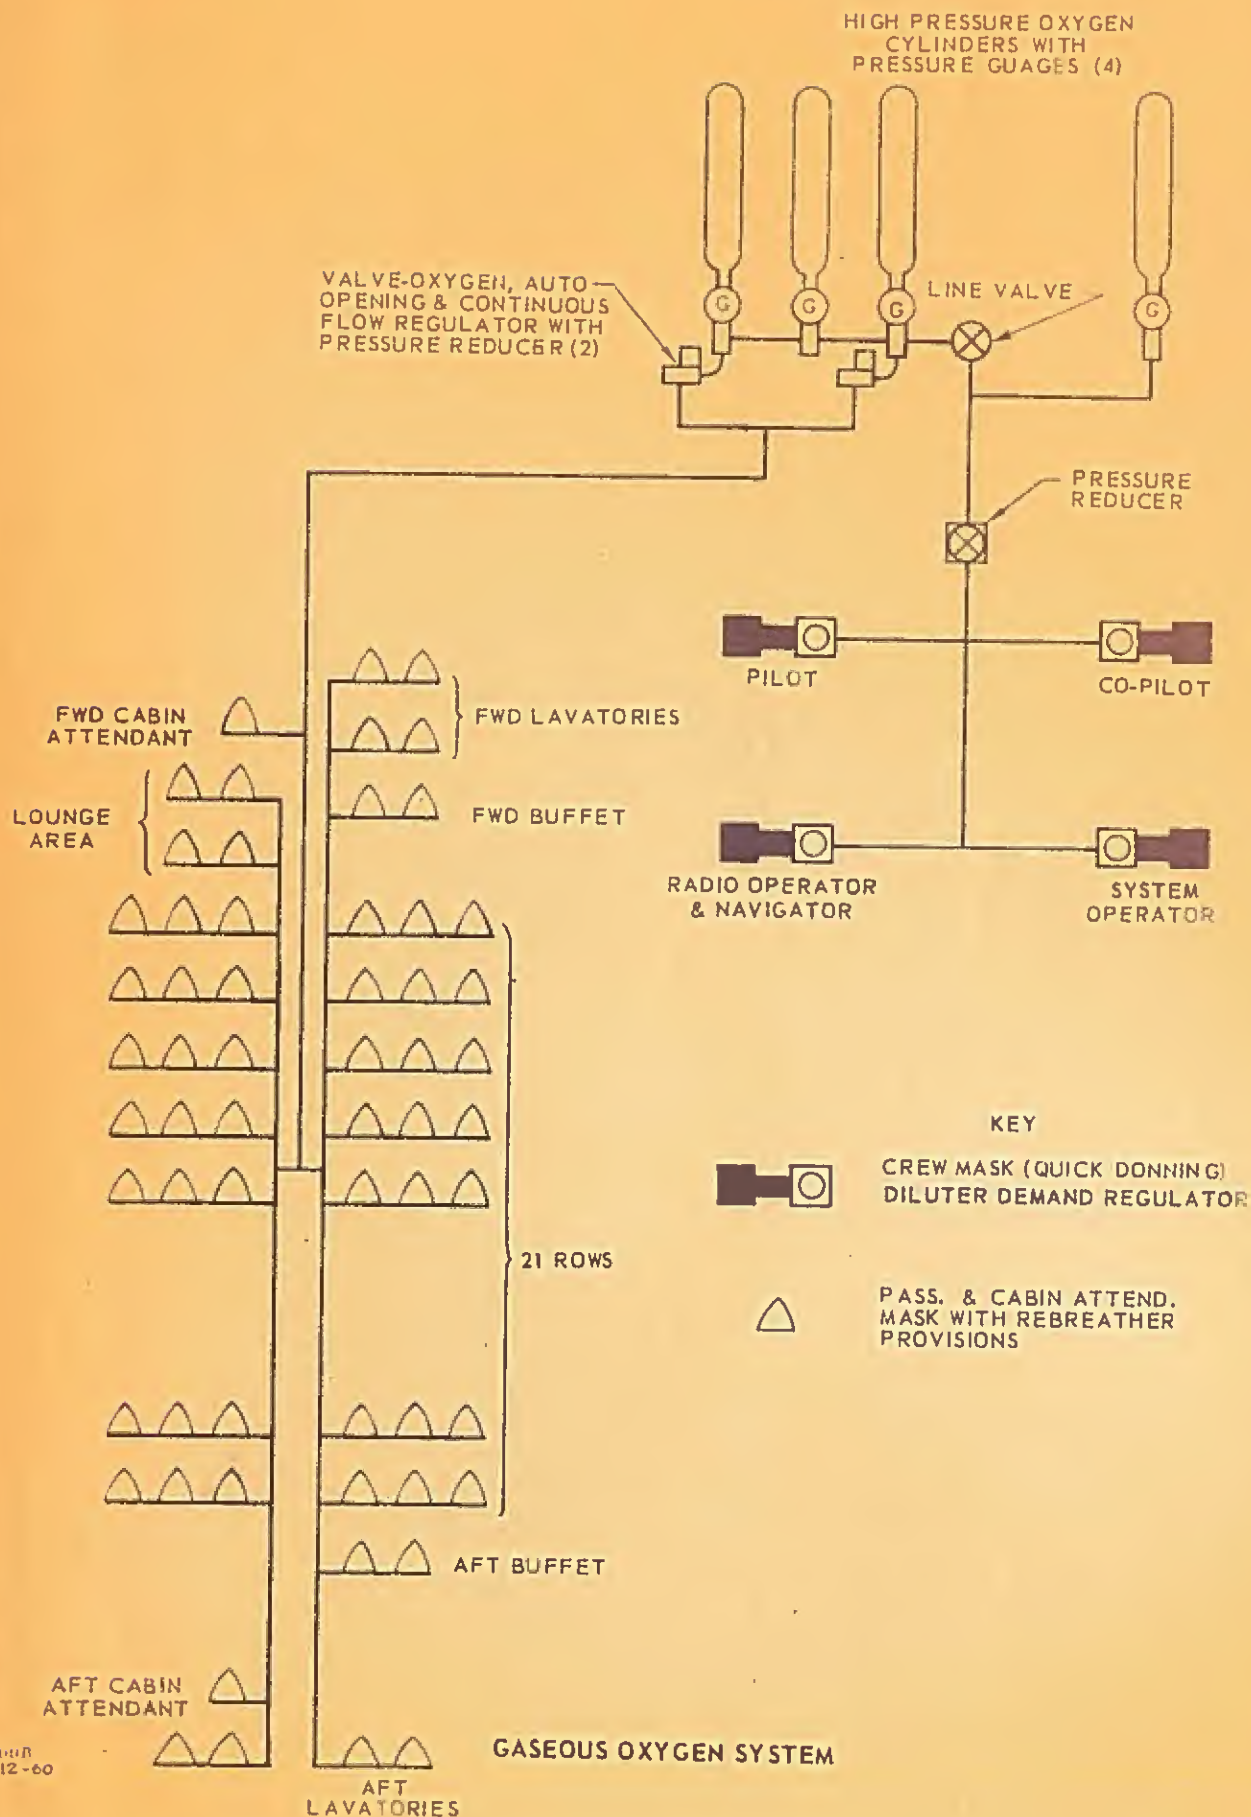 HIGH PRESSURE OXYGEN
CYLINDERS WITH
PRESSURE GUAGES (4)
G
G
G
G
VALVE-OXYGEN, AUTO
OPENING & CONTINUOUS
FLOW REGULATOR WITH
PRESSURE REDUCER (2)
LINE VALVE
PRESSURE
REDUCER
PILOT
CO-PILOT
FWD CABIN
ATTENDANT
FWD LAVATORIES
LOUNGE
AREA
FWD BUFFET
RADIO OPERATOR
& NAVIGATOR
SYSTEM
OPERATOR
KEY
CREW MASK (QUICK DONNING)
DILUTER DEMAND REGULATOR
21 ROWS
PASS. & CABIN ATTEND.
MASK WITH REBREATHER
PROVISIONS
AFT BUFFET
AFT CABIN
ATTENDANT
12-60
GASEOUS OXYGEN SYSTEM
AFT
LAVATORIES